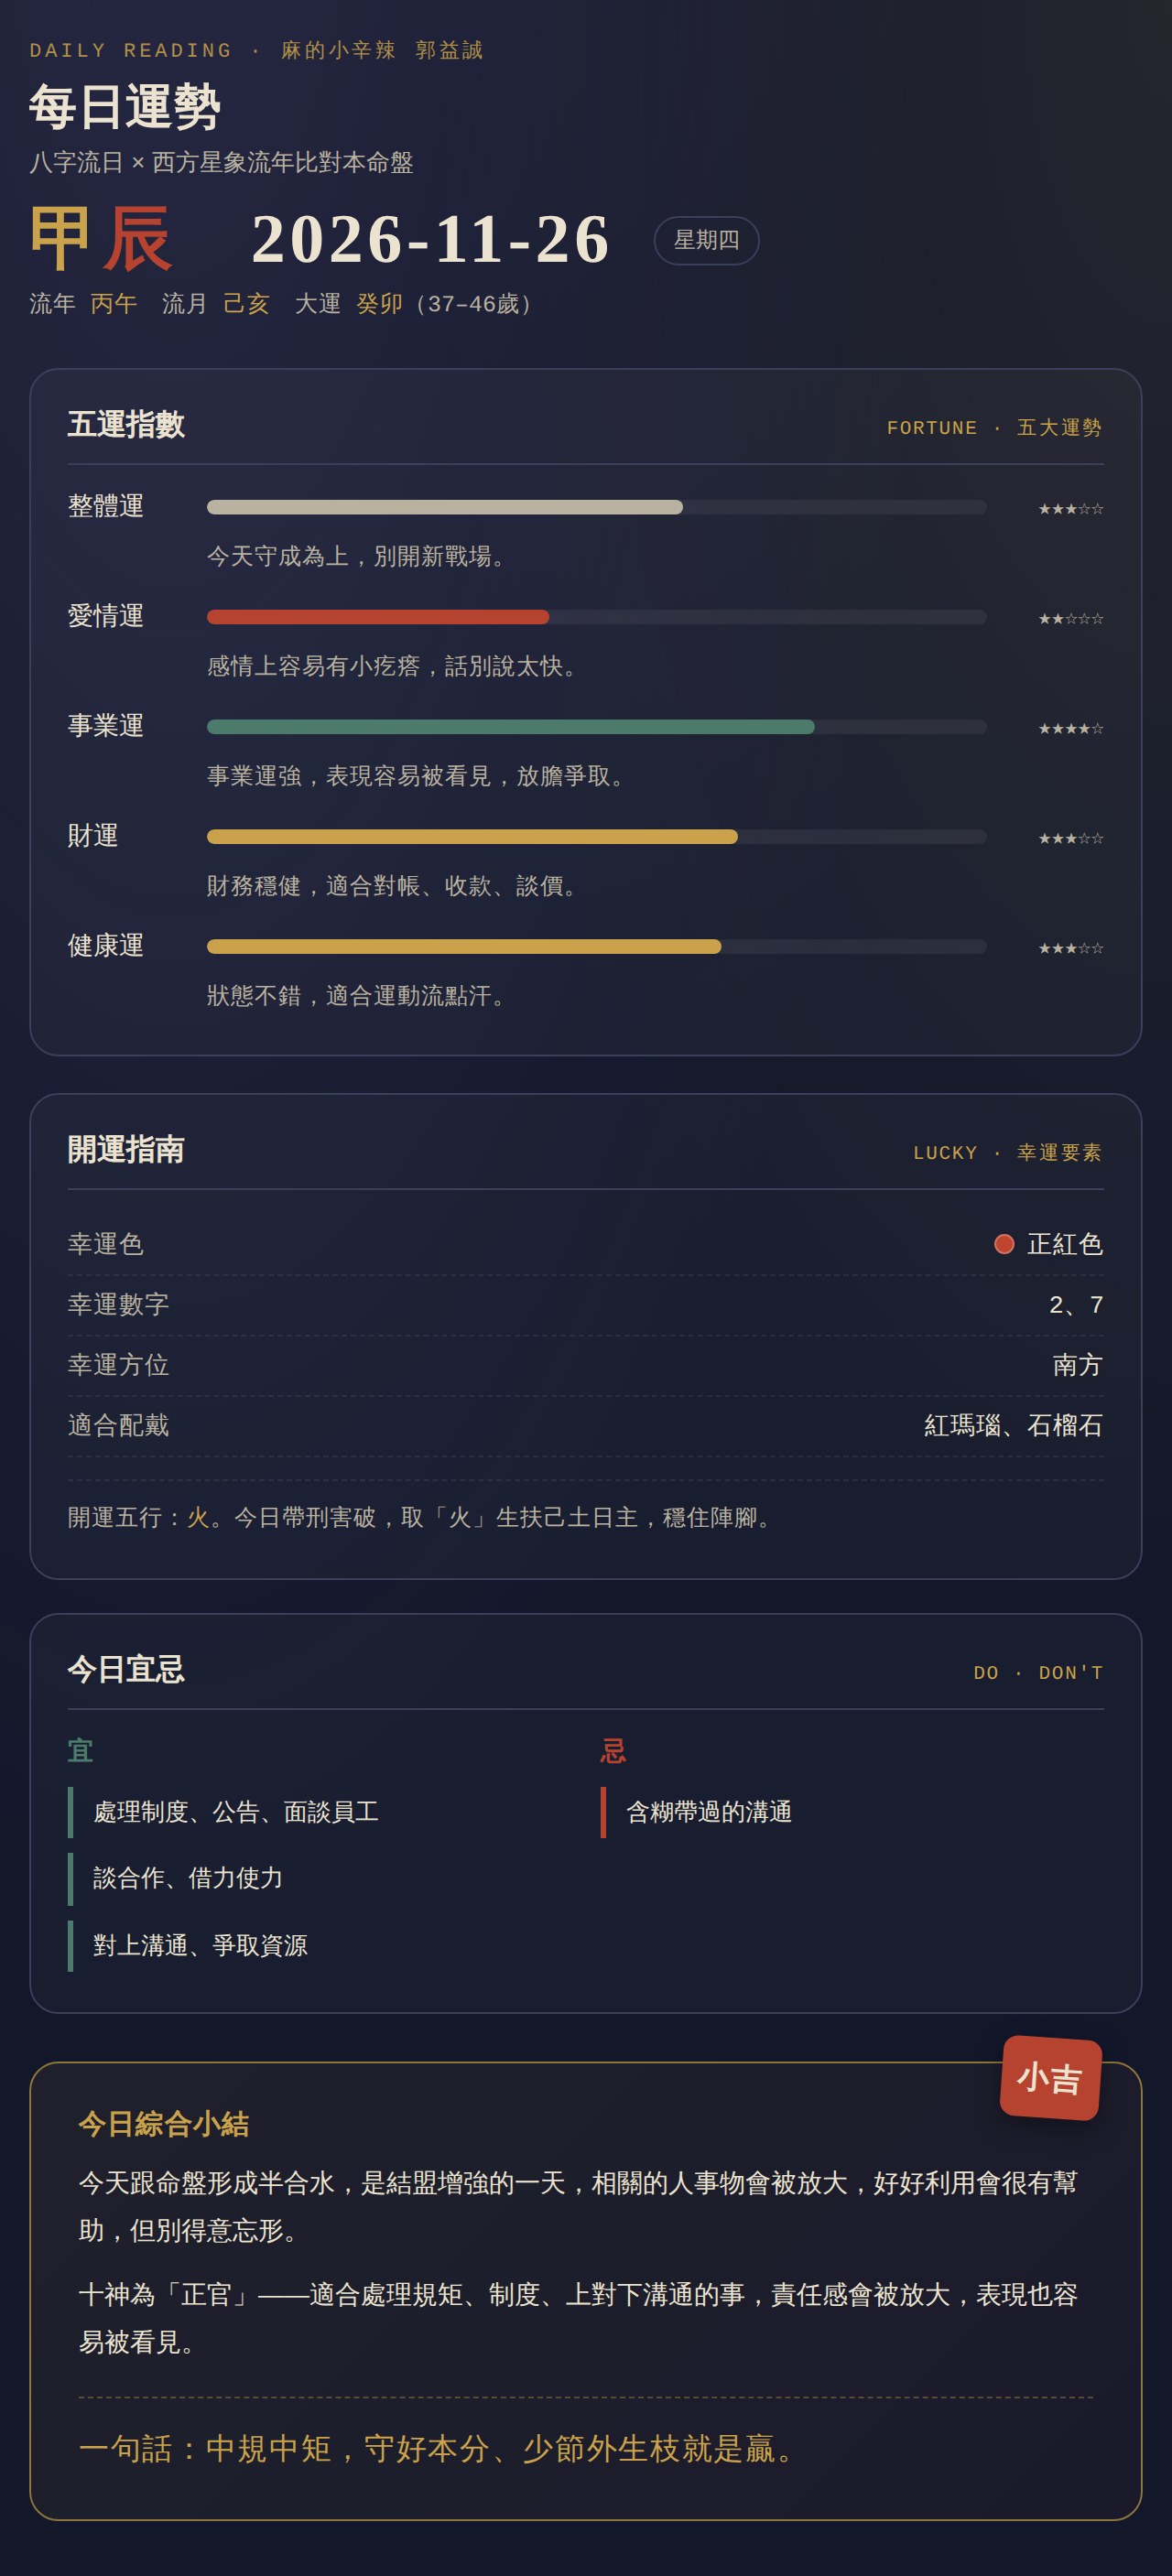 DAILY READING · 麻的小辛辣 郭益誠
每日運勢
八字流日 × 西方星象流年比對本命盤
甲辰 2026-11-26 星期四
流年 丙午 流月 己亥 大運 癸卯（37–46歲）
五運指數 FORTUNE · 五大運勢
整體運 ★★★☆☆
今天守成為上，別開新戰場。
愛情運 ★★☆☆☆
感情上容易有小疙瘩，話別說太快。
事業運 ★★★★☆
事業運強，表現容易被看見，放膽爭取。
財運 ★★★☆☆
財務穩健，適合對帳、收款、談價。
健康運 ★★★☆☆
狀態不錯，適合運動流點汗。
開運指南 LUCKY · 幸運要素
幸運色 正紅色
幸運數字 2、7
幸運方位 南方
適合配戴 紅瑪瑙、石榴石
開運五行：火。今日帶刑害破，取「火」生扶己土日主，穩住陣腳。
今日宜忌 DO · DON'T
宜 忌
處理制度、公告、面談員工 含糊帶過的溝通
談合作、借力使力
對上溝通、爭取資源
小吉
今日綜合小結
今天跟命盤形成半合水，是結盟增強的一天，相關的人事物會被放大，好好利用會很有幫
助，但別得意忘形。
十神為「正官」——適合處理規矩、制度、上對下溝通的事，責任感會被放大，表現也容
易被看見。
一句話：中規中矩，守好本分、少節外生枝就是贏。